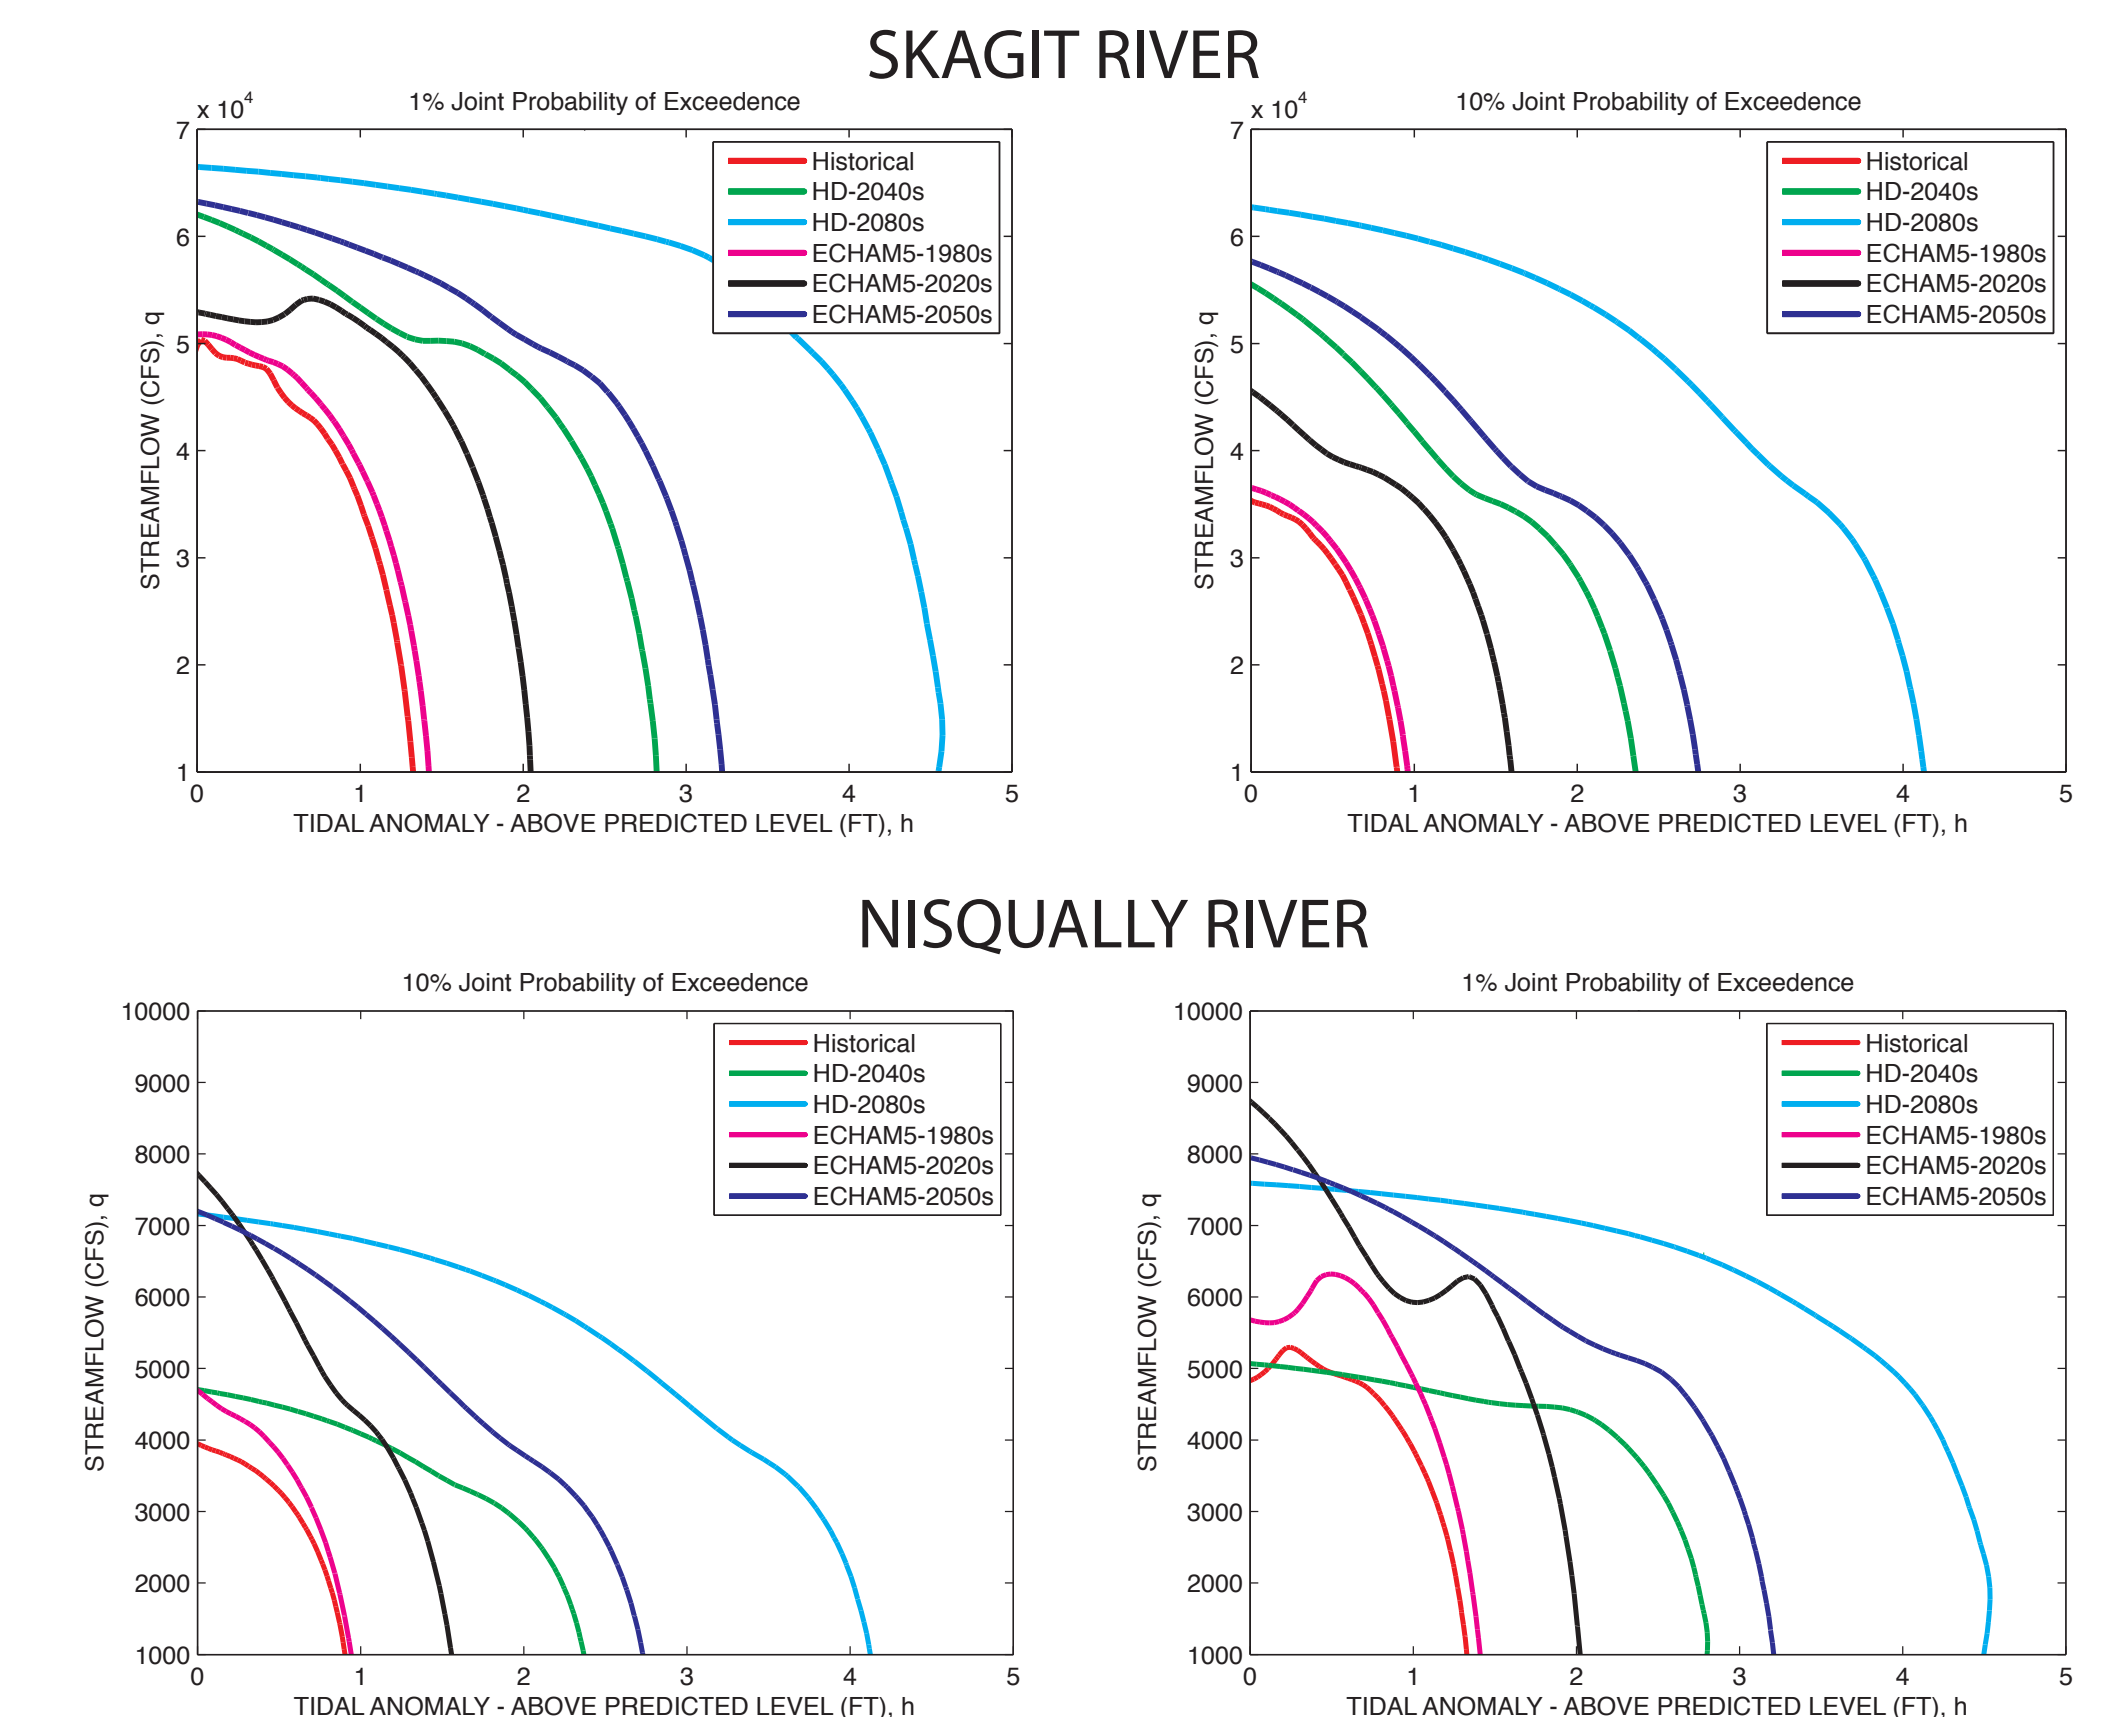 SKAGIT RIVER
x 10^4
1% Joint Probability of Exceedence
7
6
5
4
3
2
1
STREAMFLOW (CFS), q
Historical
HD-2040s
HD-2080s
ECHAM5-1980s
ECHAM5-2020s
ECHAM5-2050s
0 1 2 3 4 5
TIDAL ANOMALY - ABOVE PREDICTED LEVEL (FT), h
x 10^4
10% Joint Probability of Exceedence
7
6
5
4
3
2
1
STREAMFLOW (CFS), q
Historical
HD-2040s
HD-2080s
ECHAM5-1980s
ECHAM5-2020s
ECHAM5-2050s
0 1 2 3 4 5
TIDAL ANOMALY - ABOVE PREDICTED LEVEL (FT), h
NISQUALLY RIVER
10% Joint Probability of Exceedence
10000
9000
8000
7000
6000
5000
4000
3000
2000
1000
STREAMFLOW (CFS), q
Historical
HD-2040s
HD-2080s
ECHAM5-1980s
ECHAM5-2020s
ECHAM5-2050s
0 1 2 3 4 5
TIDAL ANOMALY - ABOVE PREDICTED LEVEL (FT), h
1% Joint Probability of Exceedence
10000
9000
8000
7000
6000
5000
4000
3000
2000
1000
STREAMFLOW (CFS), q
Historical
HD-2040s
HD-2080s
ECHAM5-1980s
ECHAM5-2020s
ECHAM5-2050s
0 1 2 3 4 5
TIDAL ANOMALY - ABOVE PREDICTED LEVEL (FT), h